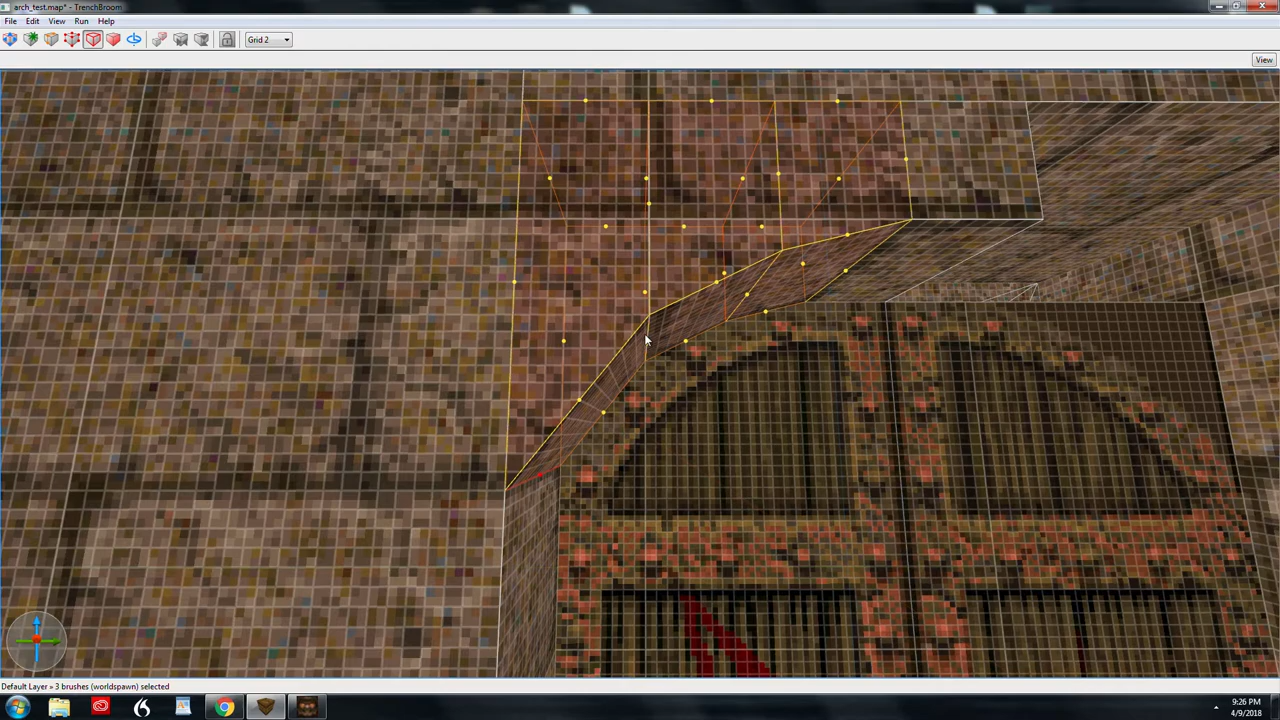 arch_test.map* - TrenchBroom
File Edit View Run Help
Grid 2
View
Default Layer » 3 brushes (worldspawn) selected
9:26 PM
4/9/2018